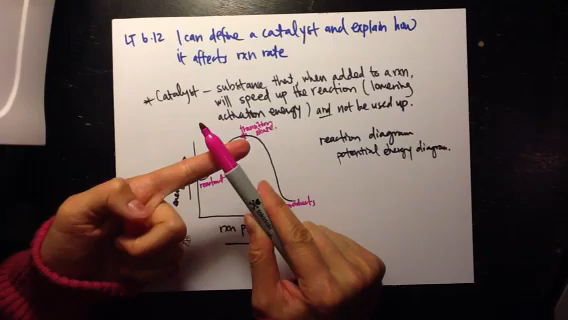 LT 6.12 I can define a catalyst and explain how
it affects rxn rate
* Catalyst - substance that, when added to a rxn,
will speed up the reaction (lowering
activation energy) and not be used up.
transition
state.
reaction diagram
potential energy diagram.
reactant
rxn